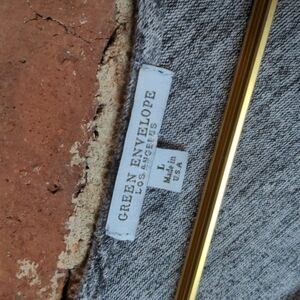 GREEN ENVELOPE
LOS ANGELES
L
Made in
U.S.A